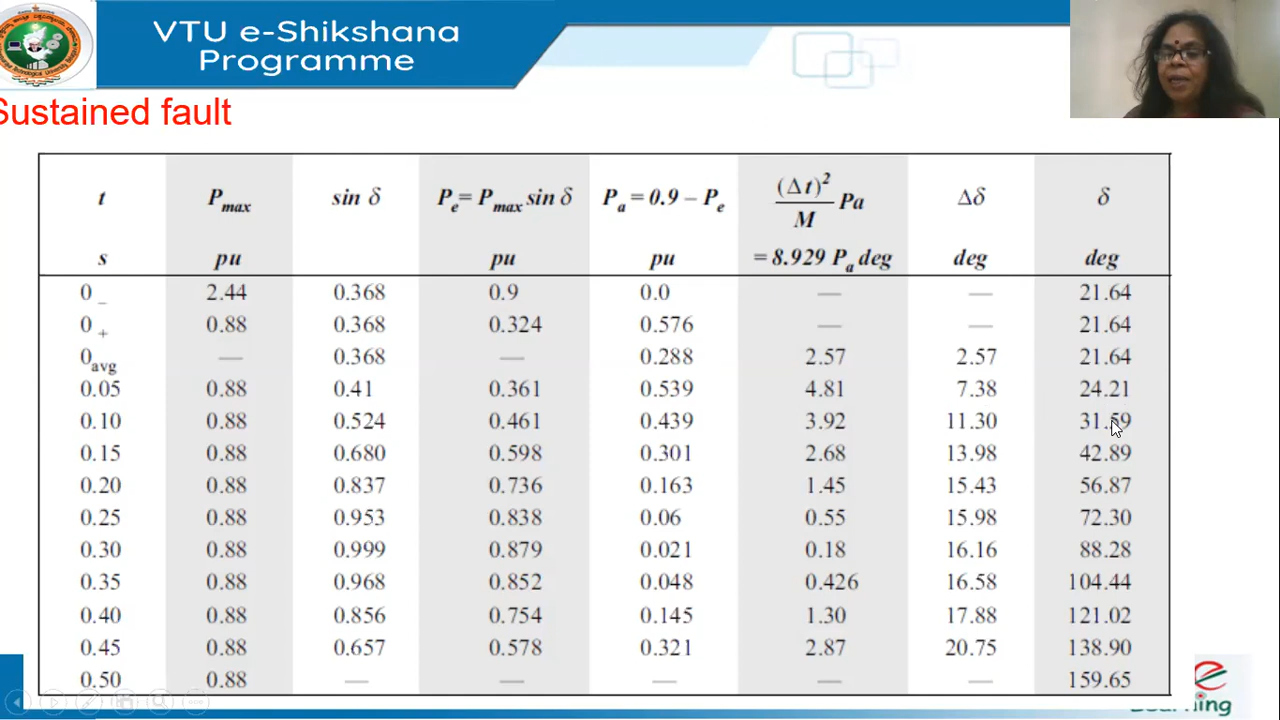 VTU e-Shikshana
Programme
Sustained fault
t P_max sin δ P_e = P_max sin δ P_a = 0.9 – P_e (Δt)²/M Pa Δδ δ
s pu pu pu = 8.929 P_a deg deg deg
0_– 2.44 0.368 0.9 0.0 — — 21.64
0_+ 0.88 0.368 0.324 0.576 — — 21.64
0_avg — 0.368 — 0.288 2.57 2.57 21.64
0.05 0.88 0.41 0.361 0.539 4.81 7.38 24.21
0.10 0.88 0.524 0.461 0.439 3.92 11.30 31.59
0.15 0.88 0.680 0.598 0.301 2.68 13.98 42.89
0.20 0.88 0.837 0.736 0.163 1.45 15.43 56.87
0.25 0.88 0.953 0.838 0.06 0.55 15.98 72.30
0.30 0.88 0.999 0.879 0.021 0.18 16.16 88.28
0.35 0.88 0.968 0.852 0.048 0.426 16.58 104.44
0.40 0.88 0.856 0.754 0.145 1.30 17.88 121.02
0.45 0.88 0.657 0.578 0.321 2.87 20.75 138.90
0.50 0.88 — — — — — 159.65